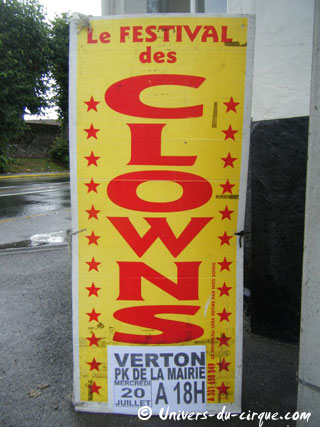 Le FESTIVAL
des
CLOWNS
VERTON
PK DE LA MAIRIE
MERCREDI
20
JUILLET
A 18H
© Univers-du-cirque.com